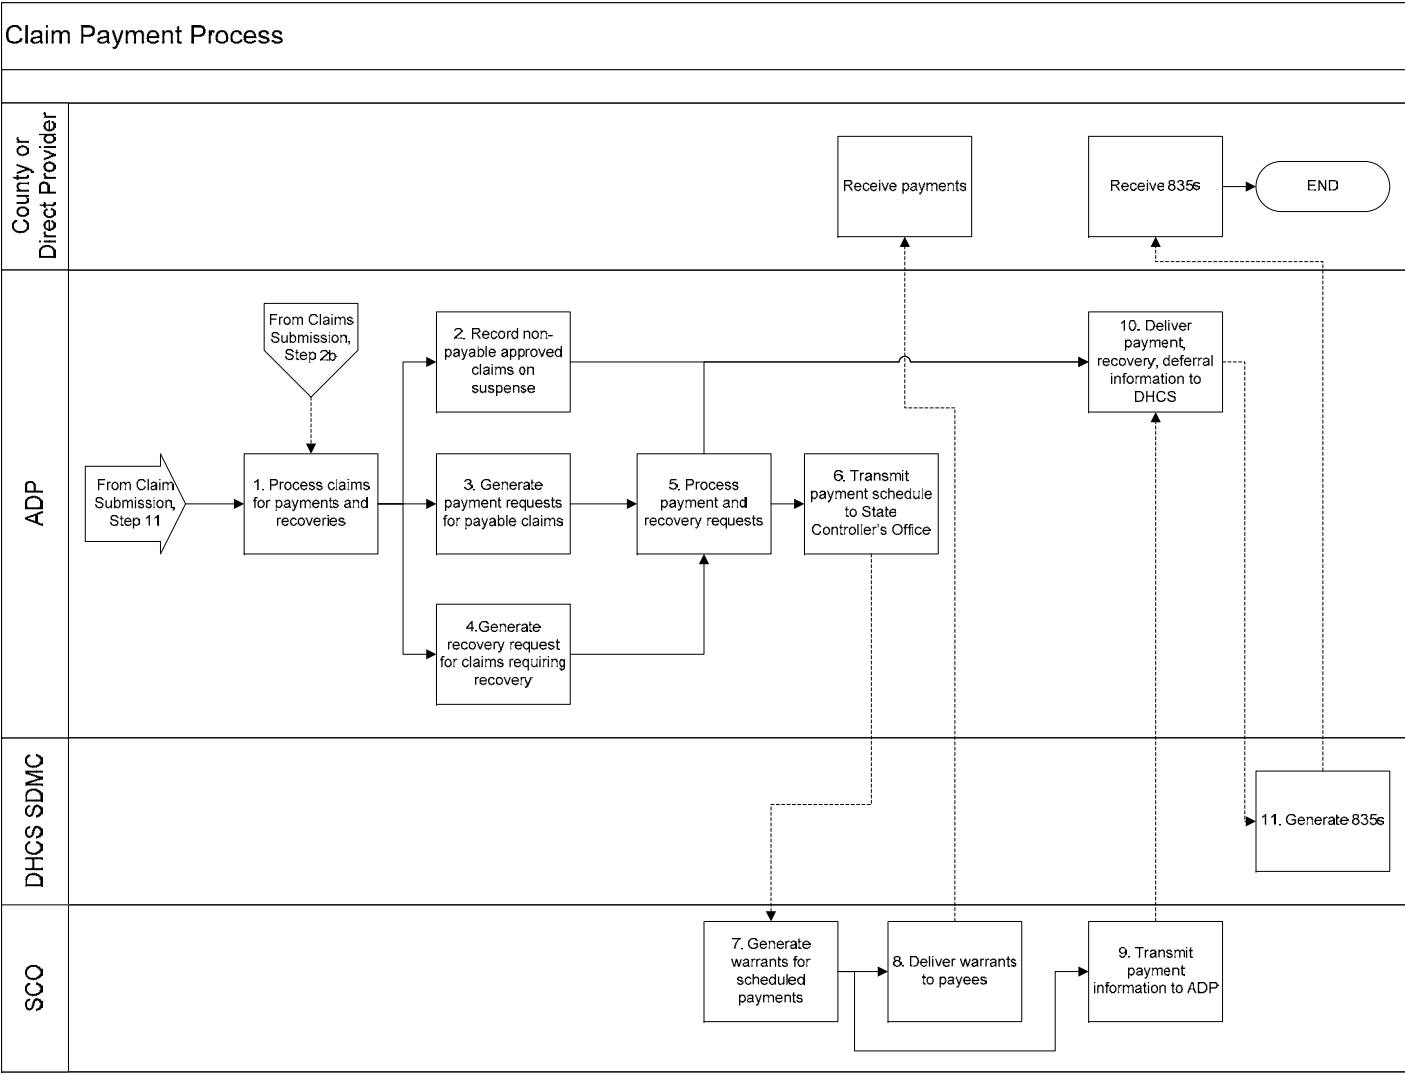 Claim Payment Process
County or
Direct Provider
Receive payments
Receive 835s
END
ADP
From Claims
Submission,
Step 2b
2. Record non-
payable approved
claims on
suspense
10. Deliver
payment,
recovery, deferral
information to
DHCS
From Claim
Submission,
Step 11
1. Process claims
for payments and
recoveries
3. Generate
payment requests
for payable claims
5. Process
payment and
recovery requests
6. Transmit
payment schedule
to State
Controller's Office
4.Generate
recovery request
for claims requiring
recovery
DHCS SDMC
11. Generate 835s
SCO
7. Generate
warrants for
scheduled
payments
8. Deliver warrants
to payees
9. Transmit
payment
information to ADP